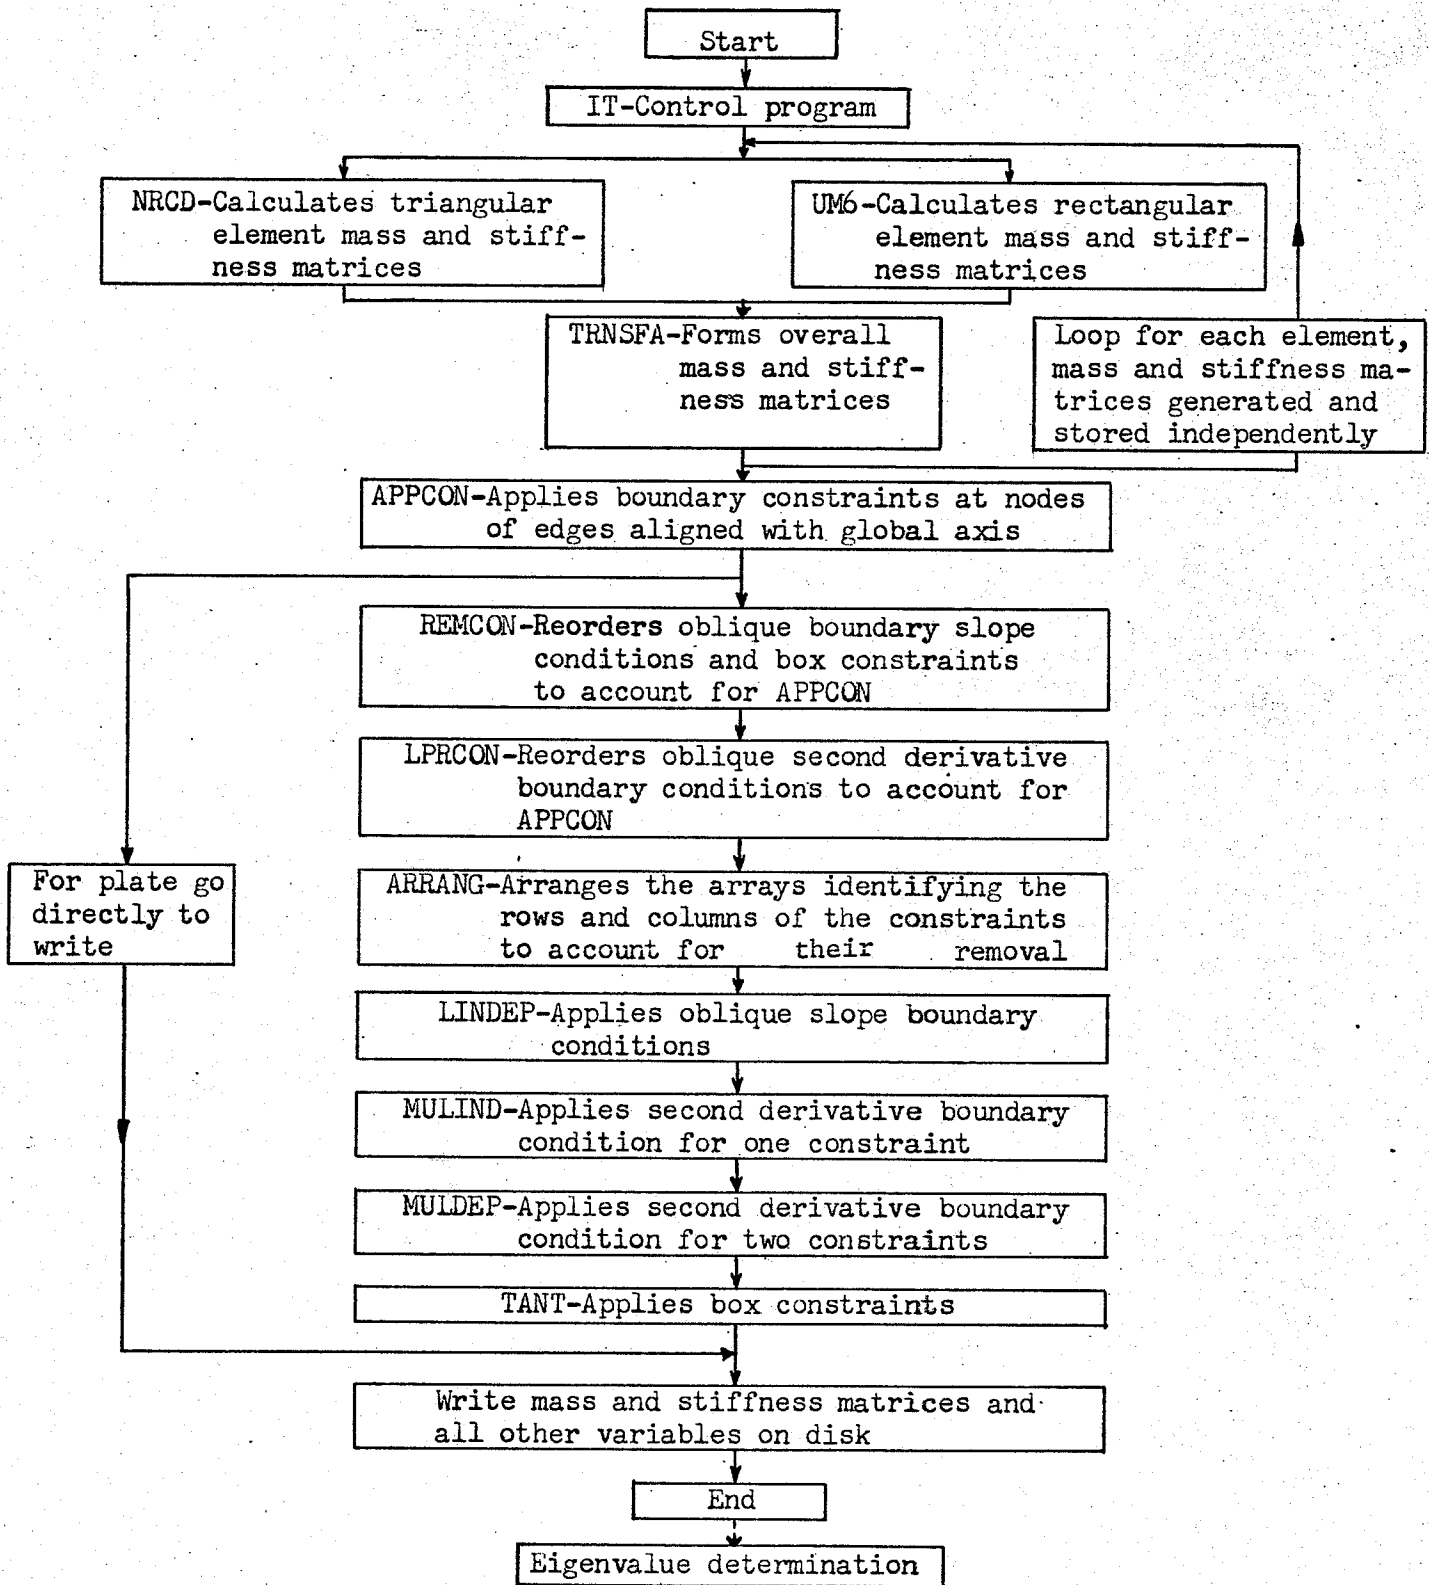 Start
IT-Control program
NRCD-Calculates triangular
element mass and stiff-
ness matrices
UM6-Calculates rectangular
element mass and stiff-
ness matrices
TRNSFA-Forms overall
mass and stiff-
ness matrices
Loop for each element,
mass and stiffness ma-
trices generated and
stored independently
APPCON-Applies boundary constraints at nodes
of edges aligned with global axis
REMCON-Reorders oblique boundary slope
conditions and box constraints
to account for APPCON
LPRCON-Reorders oblique second derivative
boundary conditions to account for
APPCON
For plate go
directly to
write
ARRANG-Arranges the arrays identifying the
rows and columns of the constraints
to account for their removal
LINDEP-Applies oblique slope boundary
conditions
MULIND-Applies second derivative boundary
condition for one constraint
MULDEP-Applies second derivative boundary
condition for two constraints
TANT-Applies box constraints
Write mass and stiffness matrices and
all other variables on disk
End
Eigenvalue determination